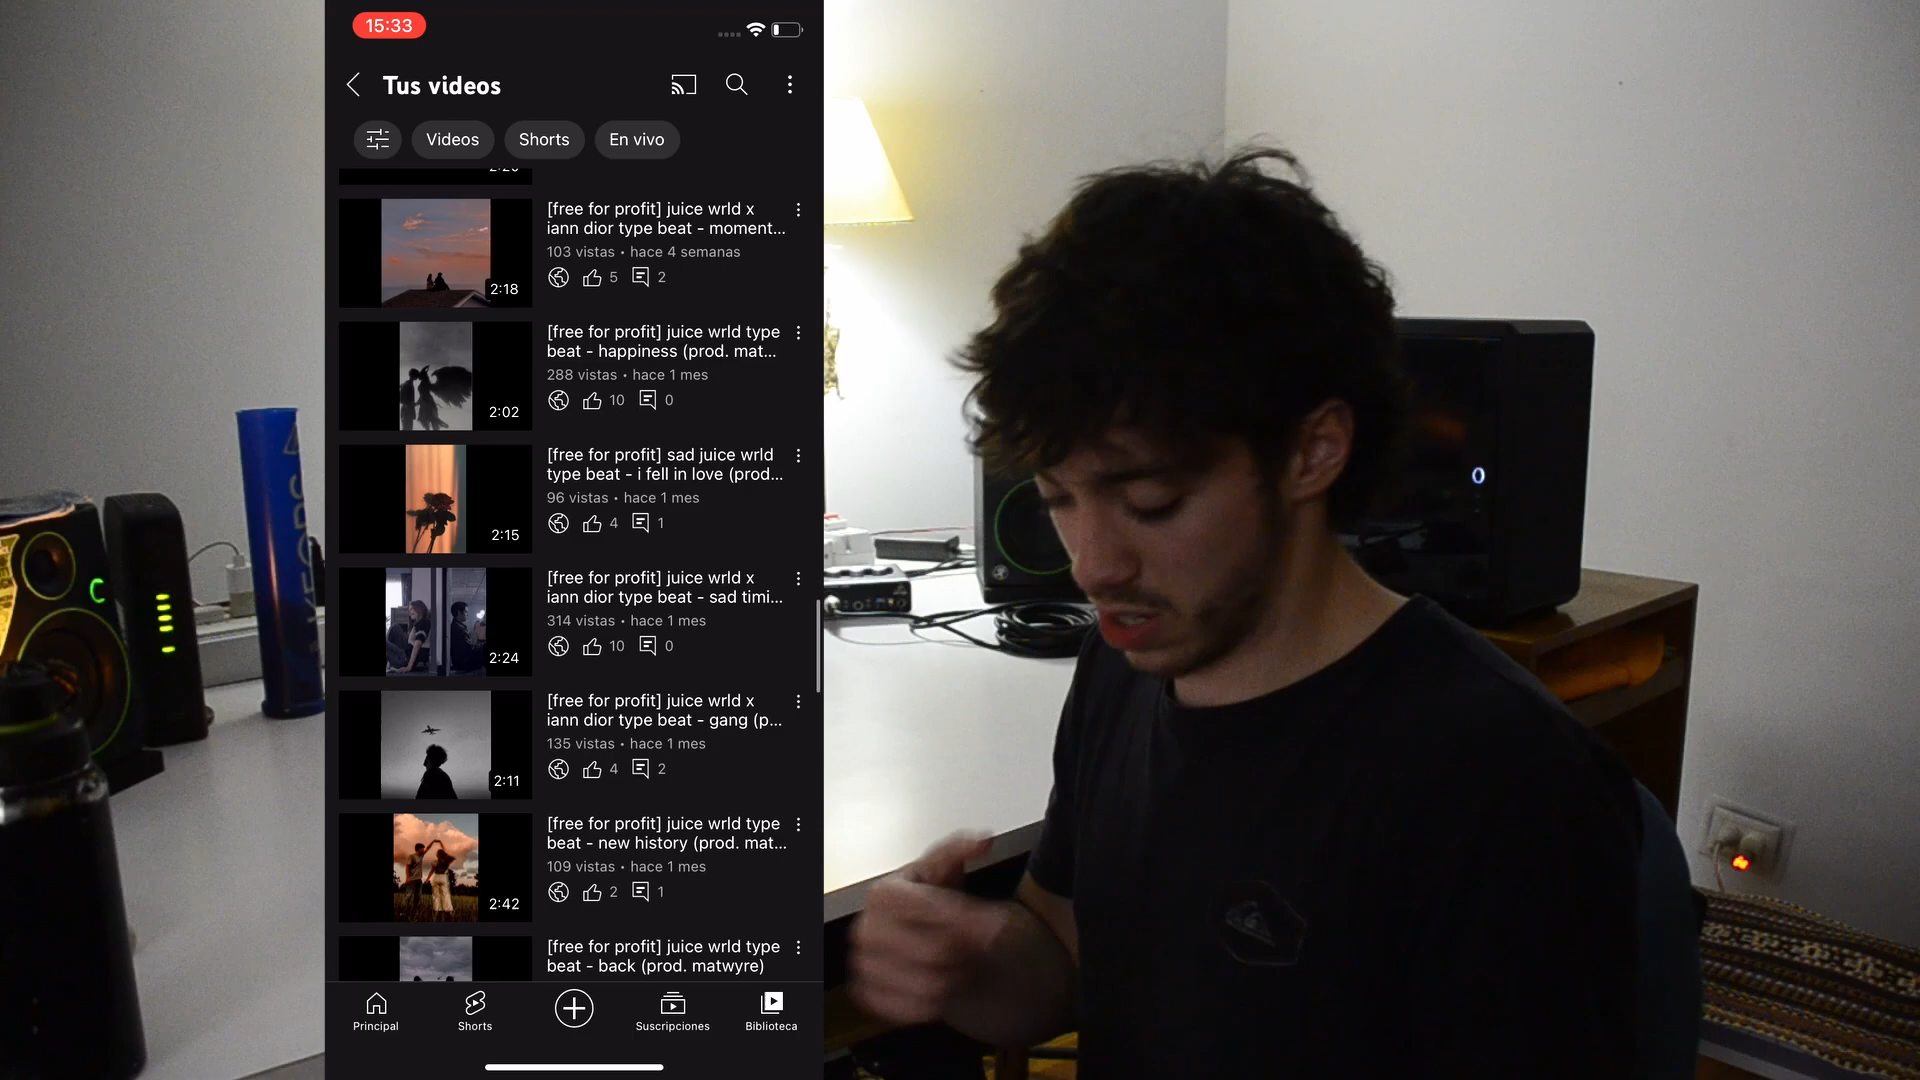 15:33
Tus videos
Videos
Shorts
En vivo
[free for profit] juice wrld x
iann dior type beat - moment...
103 vistas • hace 4 semanas
5
2
2:18
[free for profit] juice wrld type
beat - happiness (prod. mat...
288 vistas • hace 1 mes
10
0
2:02
[free for profit] sad juice wrld
type beat - i fell in love (prod...
96 vistas • hace 1 mes
4
1
2:15
[free for profit] juice wrld x
iann dior type beat - sad timi...
314 vistas • hace 1 mes
10
0
2:24
[free for profit] juice wrld x
iann dior type beat - gang (p...
135 vistas • hace 1 mes
4
2
2:11
[free for profit] juice wrld type
beat - new history (prod. mat...
109 vistas • hace 1 mes
2
1
2:42
[free for profit] juice wrld type
beat - back (prod. matwyre)
Principal
Shorts
Suscripciones
Biblioteca